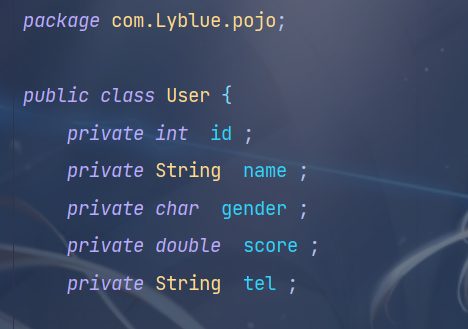 package com.Lyblue.pojo;
public class User {
    private int  id ;
    private String  name ;
    private char  gender ;
    private double  score ;
    private String  tel ;